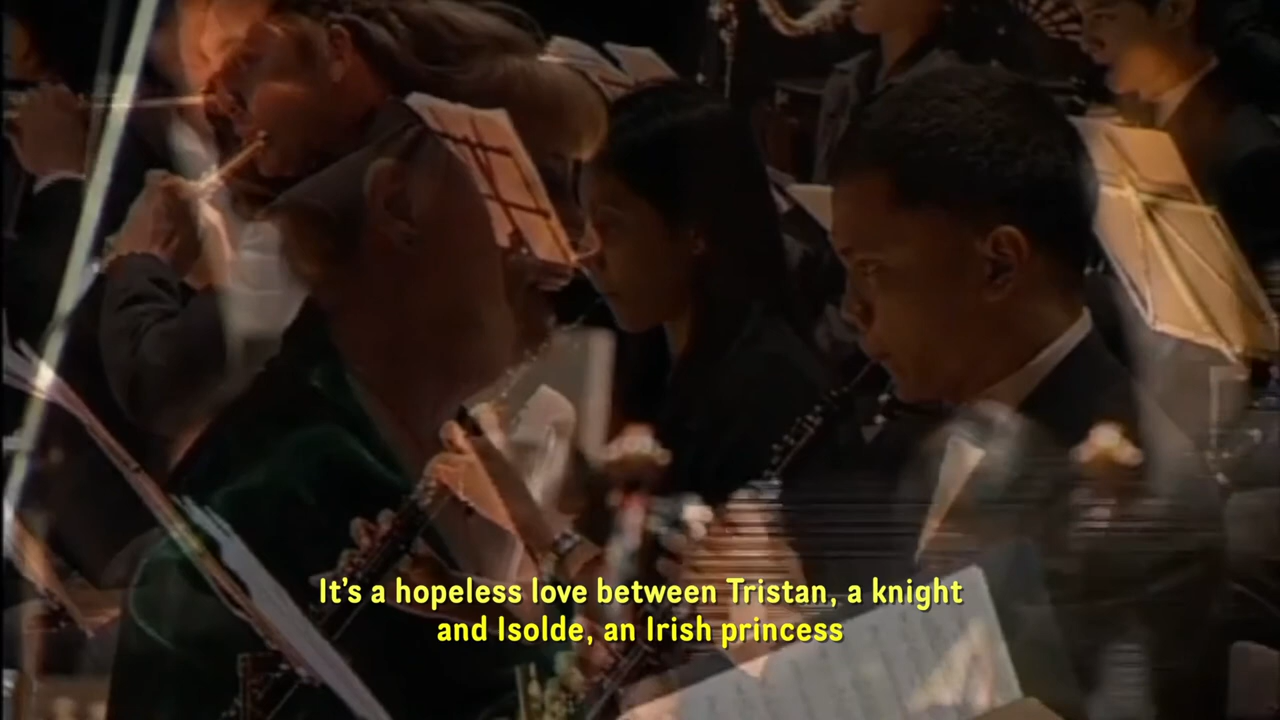 It's a hopeless love between Tristan, a knight
and Isolde, an Irish princess